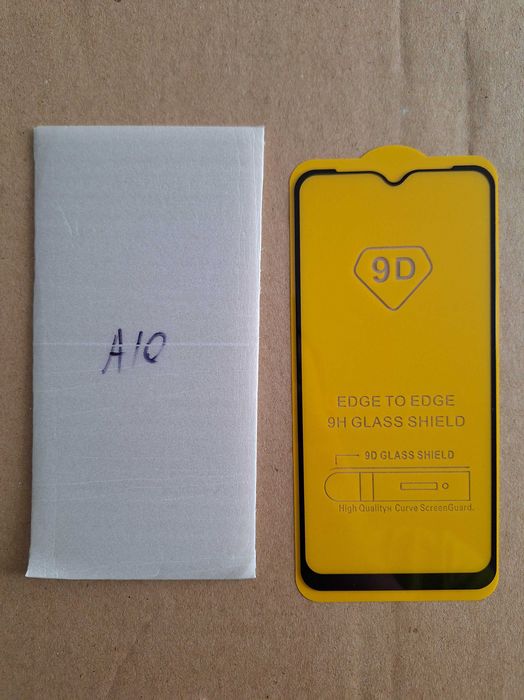 A10
9D
EDGE TO EDGE
9H GLASS SHIELD
9D GLASS SHIELD
High Quality× Curve ScreenGuard.